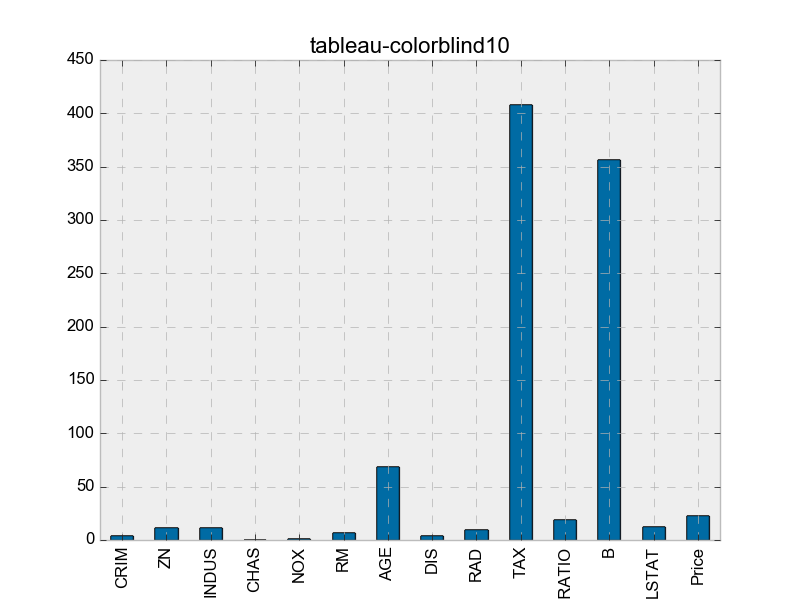 tableau-colorblind10
450
400
350
300
250
200
150
100
50
0
CRIM
ZN
INDUS
CHAS
NOX
RM
AGE
DIS
RAD
TAX
RATIO
B
LSTAT
Price